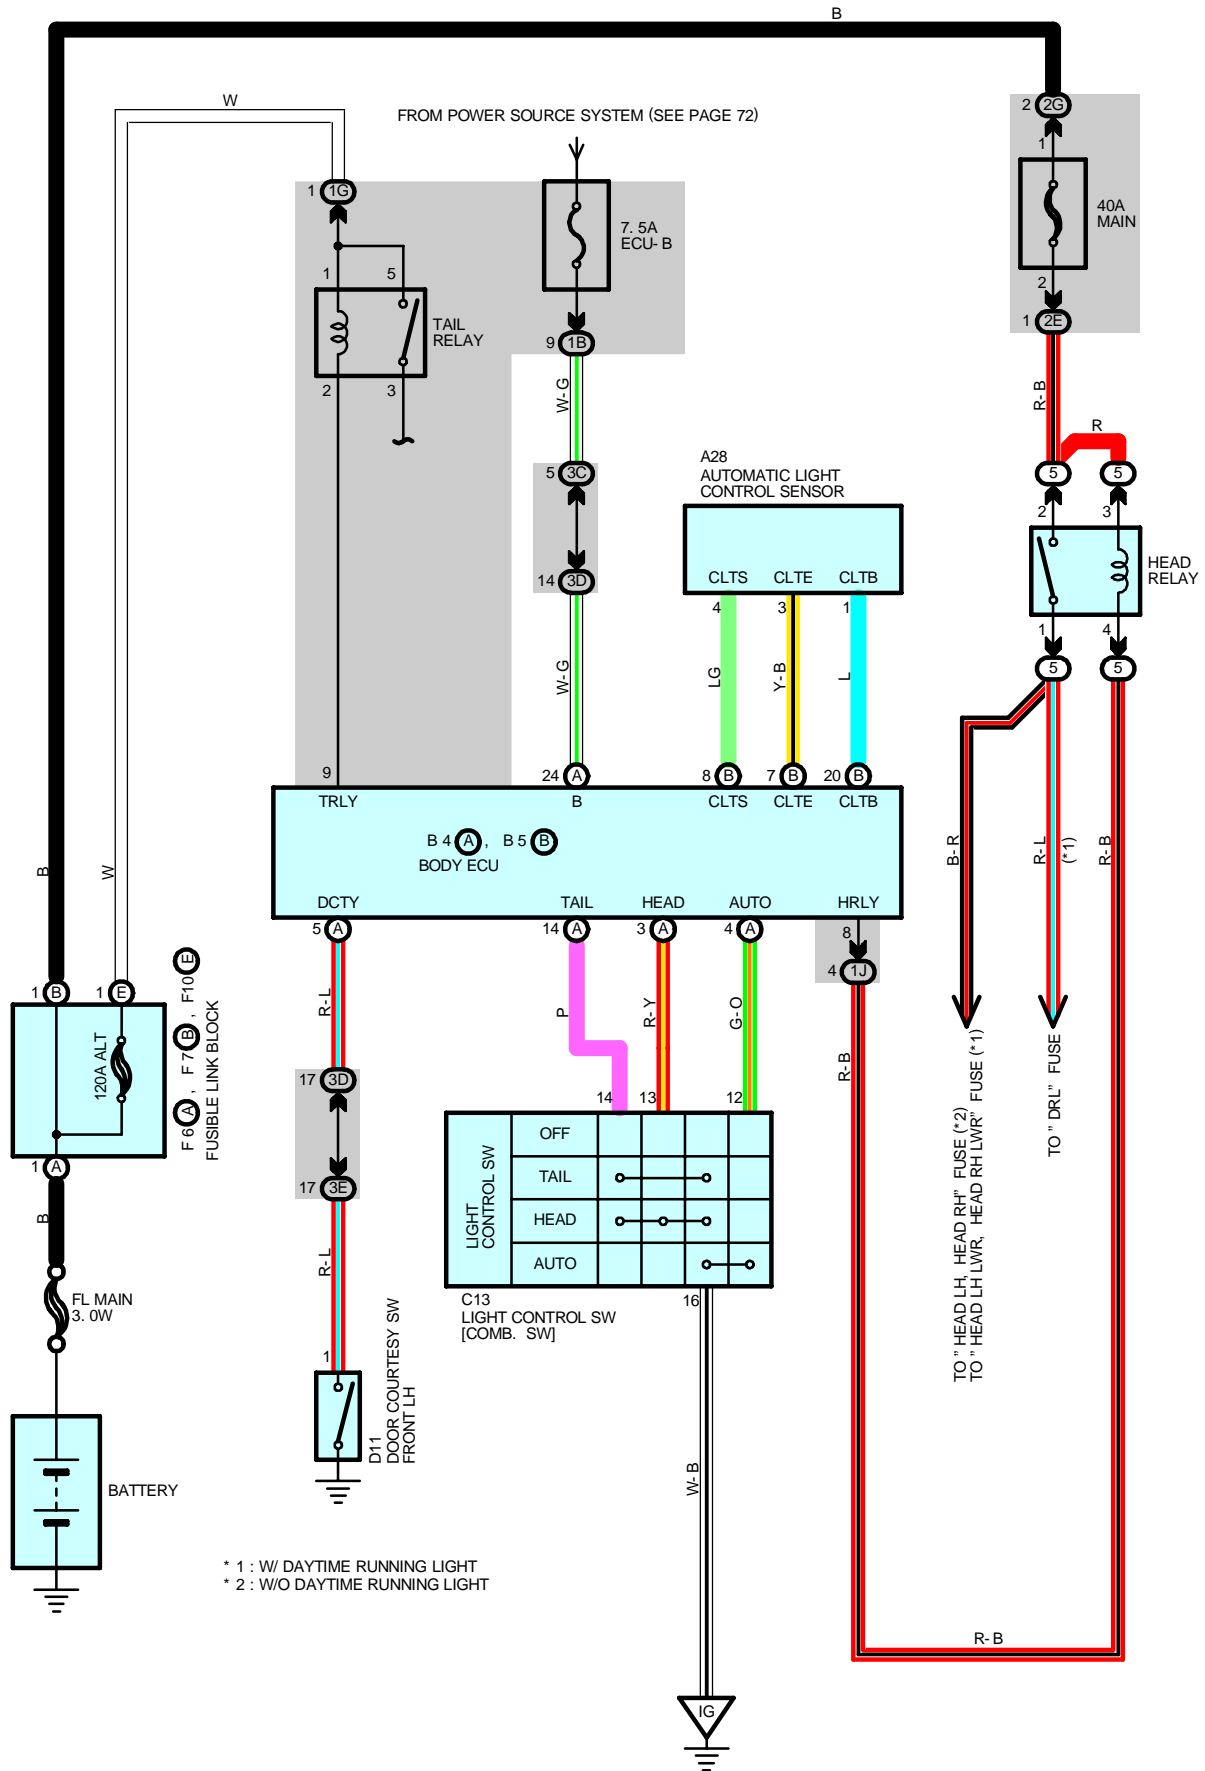 B
W
FROM POWER SOURCE SYSTEM (SEE PAGE 72)
2 2G
1
40A
MAIN
2
1 2E
1 1G
7. 5A
ECU- B
1 5
TAIL
RELAY
9 1B
2 3
W- G
R- B
R
5 3C
14 3D
W- G
A28
AUTOMATIC LIGHT
CONTROL SENSOR
CLTS CLTE CLTB
4 3 1
LG
Y- B
L
5 5
2 3
HEAD
RELAY
1 4
5 5
9
24 A
8 B
7 B
20 B
TRLY B CLTS CLTE CLTB
B 4 A , B 5 B
BODY ECU
DCTY TAIL HEAD AUTO HRLY
B
W
B- R
R- L
(* 1)
R- B
5 A
14 A
3 A
4 A
8
4 1J
1 B
1 E
120A ALT
F 6 A , F 7 B , F10 E
FUSIBLE LINK BLOCK
1 A
B
R- L
P
R- Y
G- O
R- B
TO " HEAD LH, HEAD RH" FUSE (* 2)
TO " HEAD LH LWR, HEAD RH LWR" FUSE (* 1)
TO " DRL" FUSE
17 3D
17 3E
R- L
14 13 12
LIGHT
CONTROL SW
OFF
TAIL
HEAD
AUTO
C13
LIGHT CONTROL SW
[COMB. SW]
16
FL MAIN
3. 0W
1
D11
DOOR COURTESY SW
FRONT LH
BATTERY
W- B
* 1 : W/ DAYTIME RUNNING LIGHT
* 2 : W/O DAYTIME RUNNING LIGHT
R- B
IG